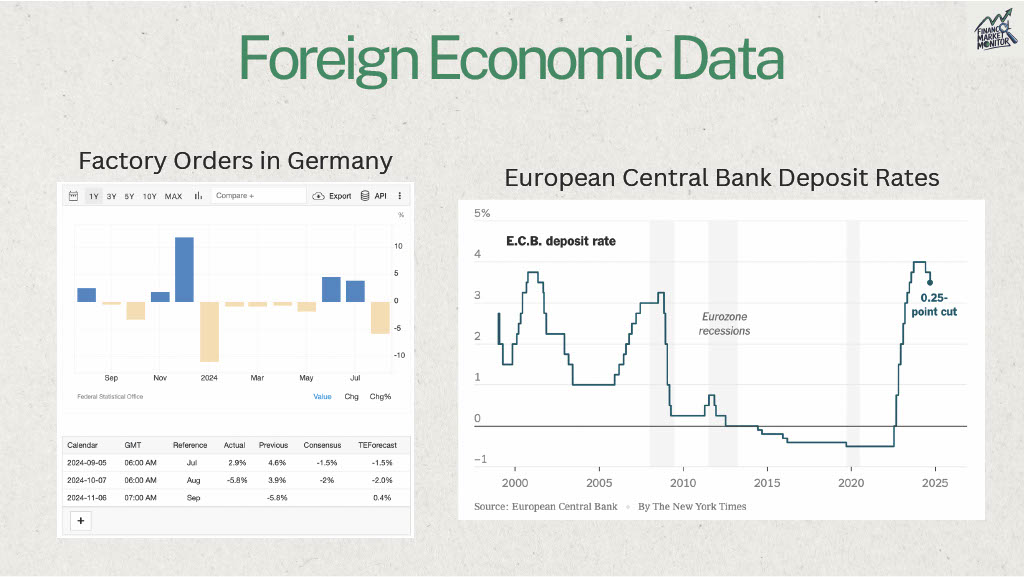 FINANCIAL
MARKET
MONITOR
Foreign Economic Data
Factory Orders in Germany
1Y 3Y 5Y 10Y MAX Compare + Export API
%
10
5
0
-5
-10
Sep Nov 2024 Mar May Jul
Federal Statistical Office Value Chg Chg%
Calendar GMT Reference Actual Previous Consensus TEForecast
2024-09-05 06:00 AM Jul 2.9% 4.6% -1.5% -1.5%
2024-10-07 06:00 AM Aug -5.8% 3.9% -2% -2.0%
2024-11-06 07:00 AM Sep -5.8% 0.4%
+
European Central Bank Deposit Rates
5%
E.C.B. deposit rate
4
3
2
1
0
−1
0.25-
point cut
Eurozone
recessions
2000 2005 2010 2015 2020 2025
Source: European Central Bank • By The New York Times